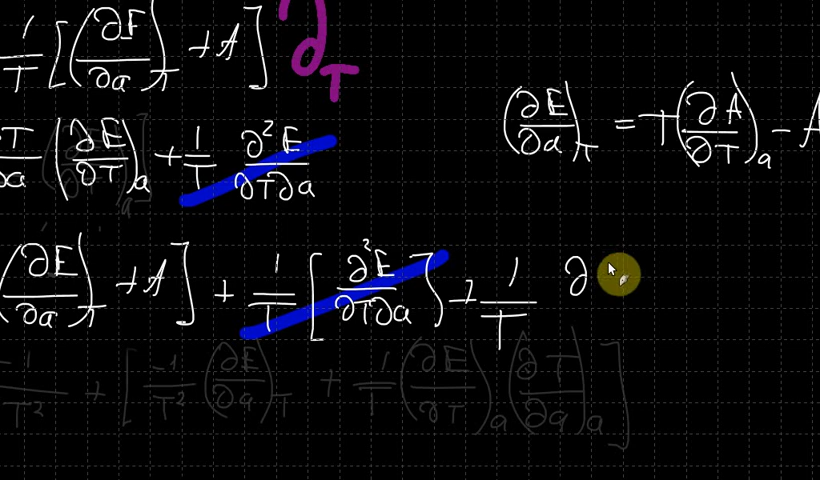 1/T [(∂E/∂a)_T + A] ∂_T
(∂E/∂a)_T = T(∂A/∂T)_a - A
∂T/∂a (∂E/∂T)_a + 1/T ∂²E/∂T∂a
(∂E/∂a)_T + A] + 1/T [∂²E/∂T∂a] + 1/T ∂
-1/T² + [-1/T² (∂E/∂a)_T + 1/T (∂E/∂T)_a (∂T/∂a)_a]